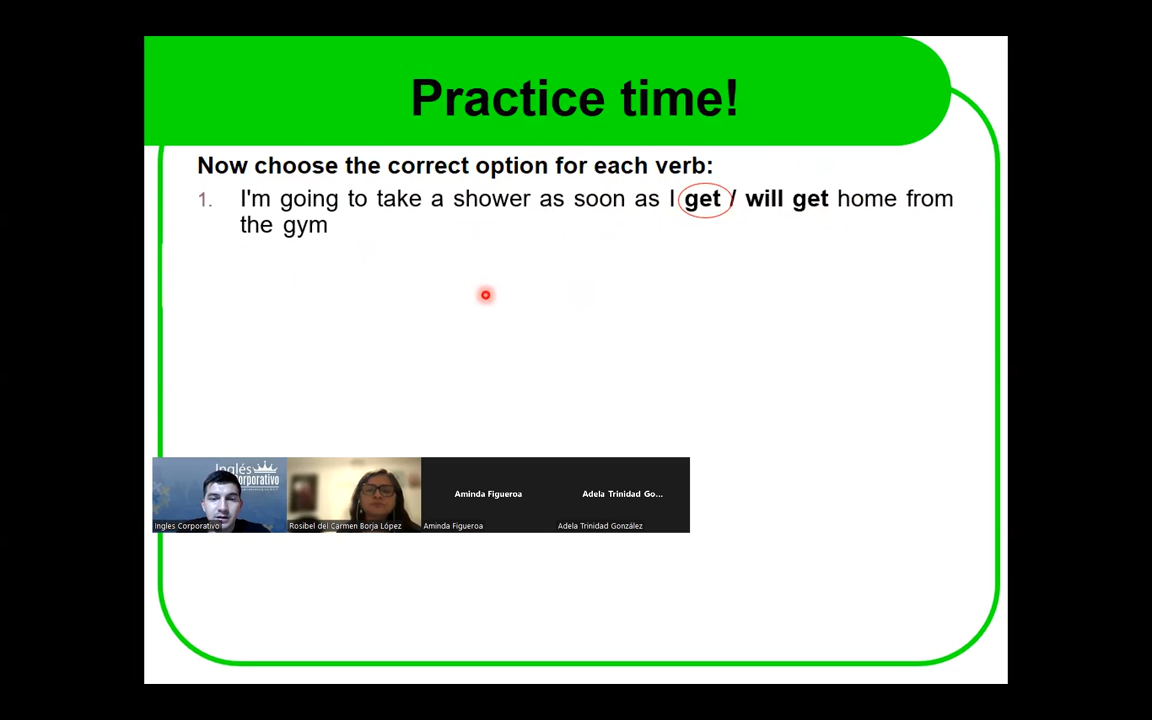 Practice time!
Now choose the correct option for each verb:
1. I'm going to take a shower as soon as I get / will get home from
the gym
Inglés
Corporativo
Aminda Figueroa
Adela Trinidad Go...
Ingles Corporativo
Rosibel del Carmen Borja López
Aminda Figueroa
Adela Trinidad González